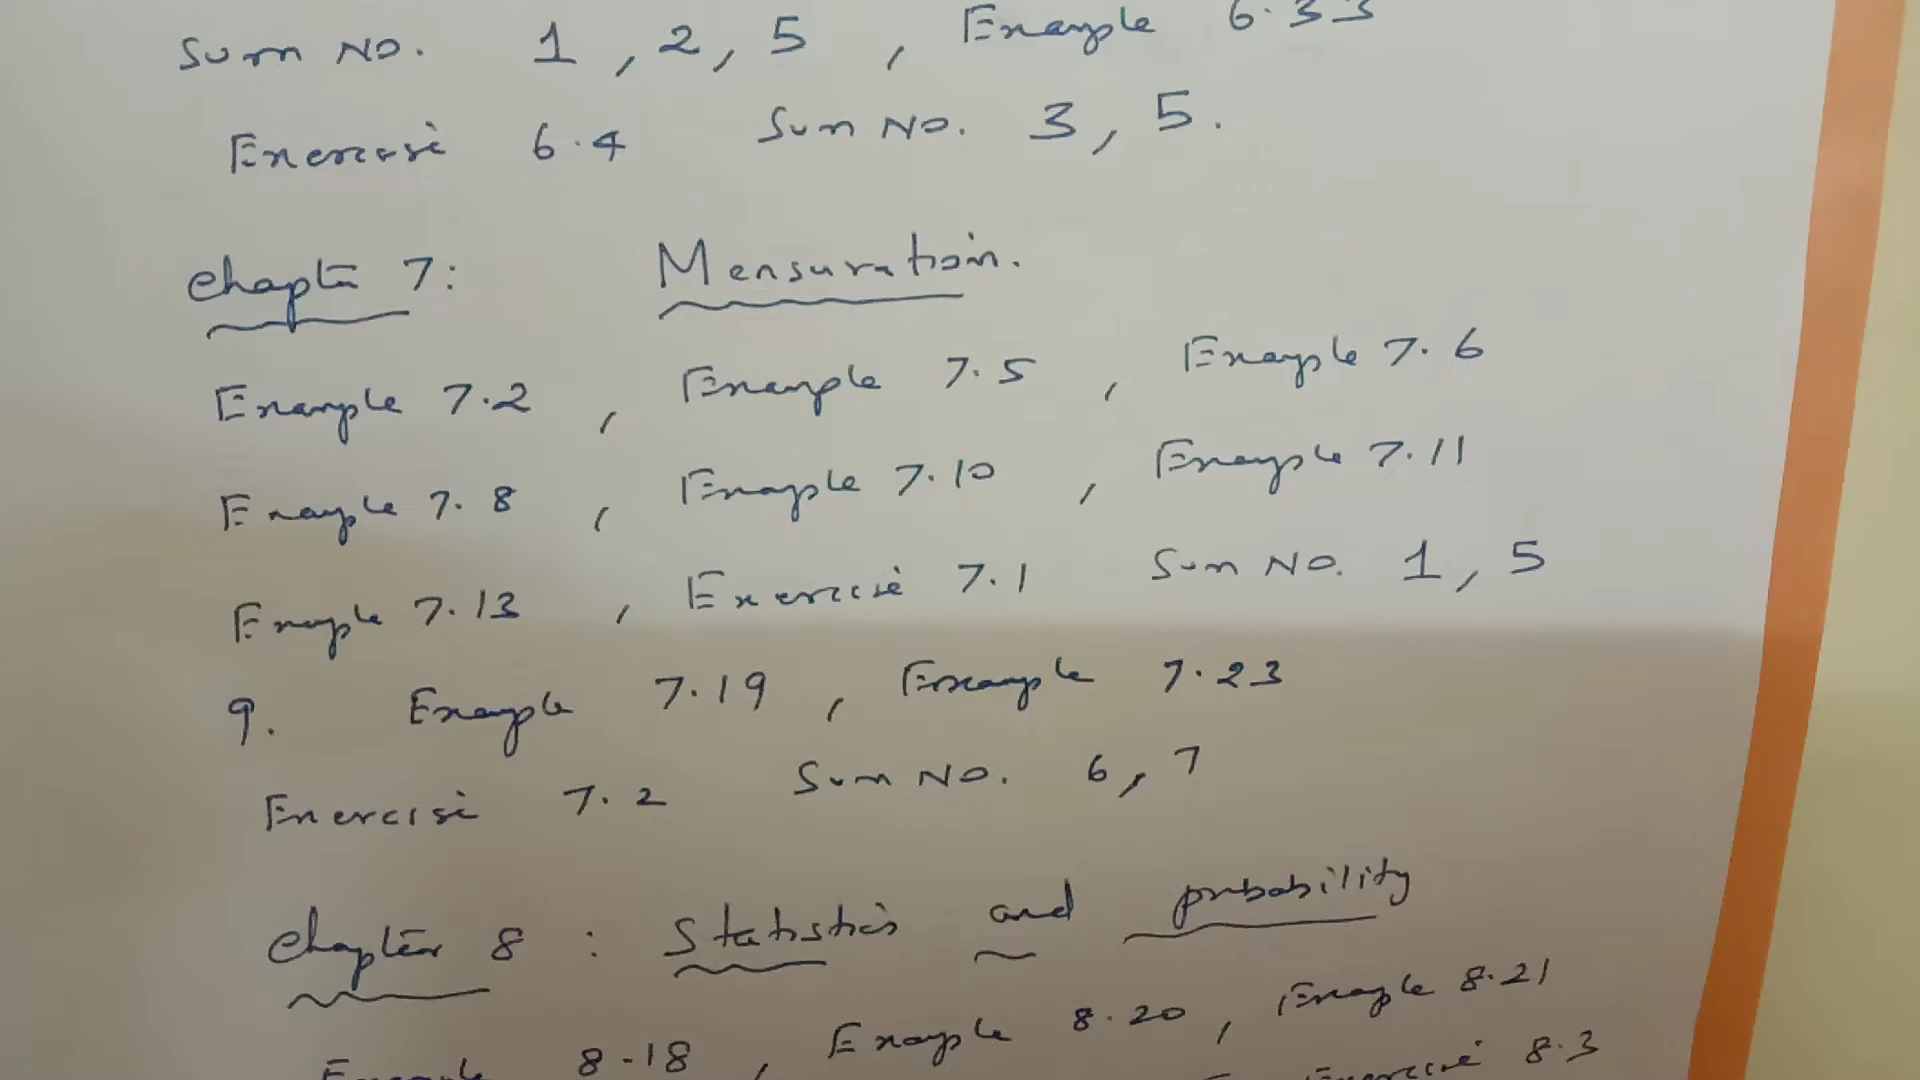 Sum No. 1, 2, 5, Example 6.33
Exercise 6.4 Sum No. 3, 5.
Chapter 7: Mensuration.
Example 7.2, Example 7.5, Example 7.6
Example 7.8, Example 7.10, Example 7.11
Example 7.13, Exercise 7.1 Sum No. 1, 5
9. Example 7.19, Example 7.23
Exercise 7.2 Sum No. 6, 7
Chapter 8: Statistics and probability
Example 8.18, Example 8.20, Example 8.21
Exercise 8.3